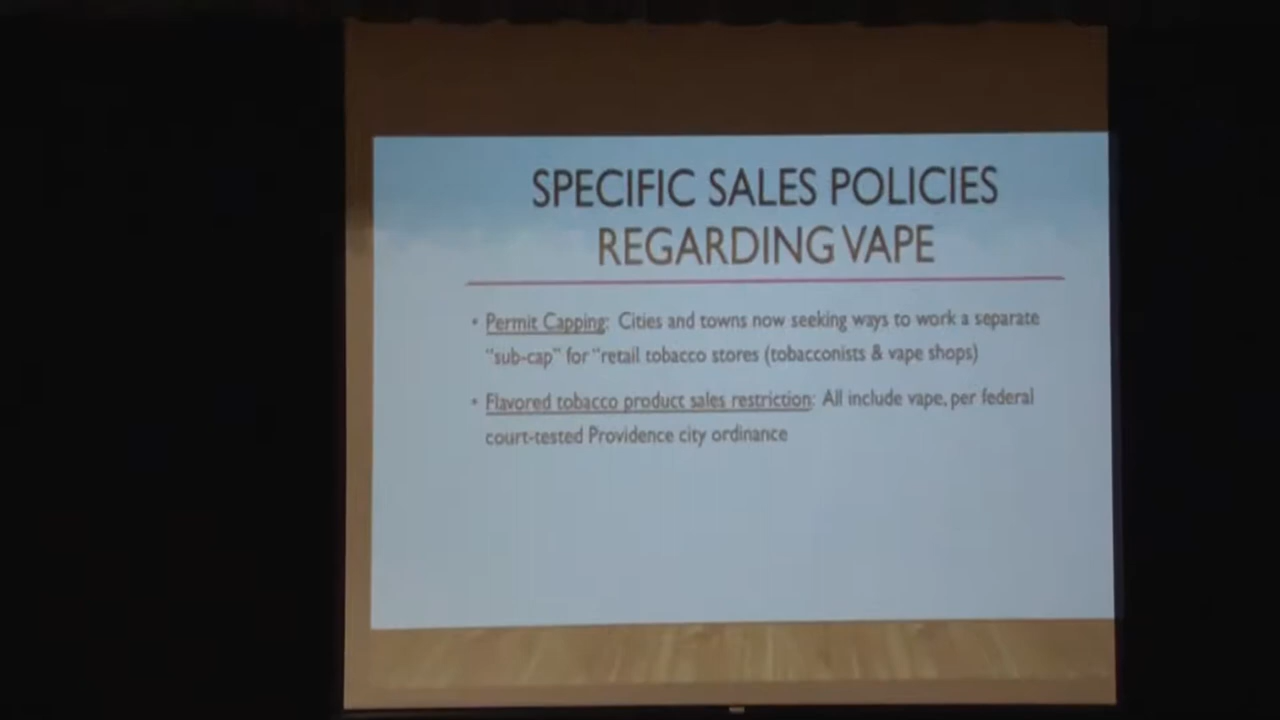 SPECIFIC SALES POLICIES
REGARDING VAPE
• Permit Capping: Cities and towns now seeking ways to work a separate
"sub-cap" for "retail tobacco stores (tobacconists & vape shops)
• Flavored tobacco product sales restriction: All include vape, per federal
court-tested Providence city ordinance